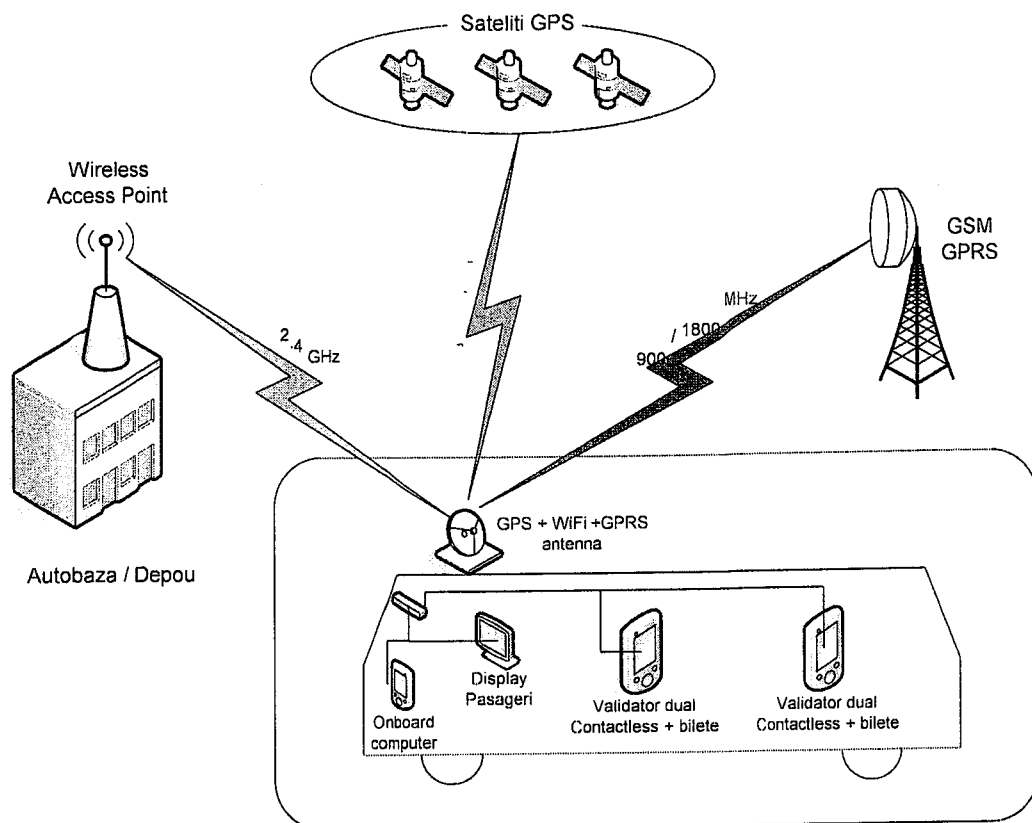 Sateliti GPS
Wireless
Access Point
GSM
GPRS
2.4 GHz
900 / 1800 MHz
GPS + WiFi +GPRS
antenna
Autobaza / Depou
Display
Pasageri
Onboard
computer
Validator dual
Contactless + bilete
Validator dual
Contactless + bilete